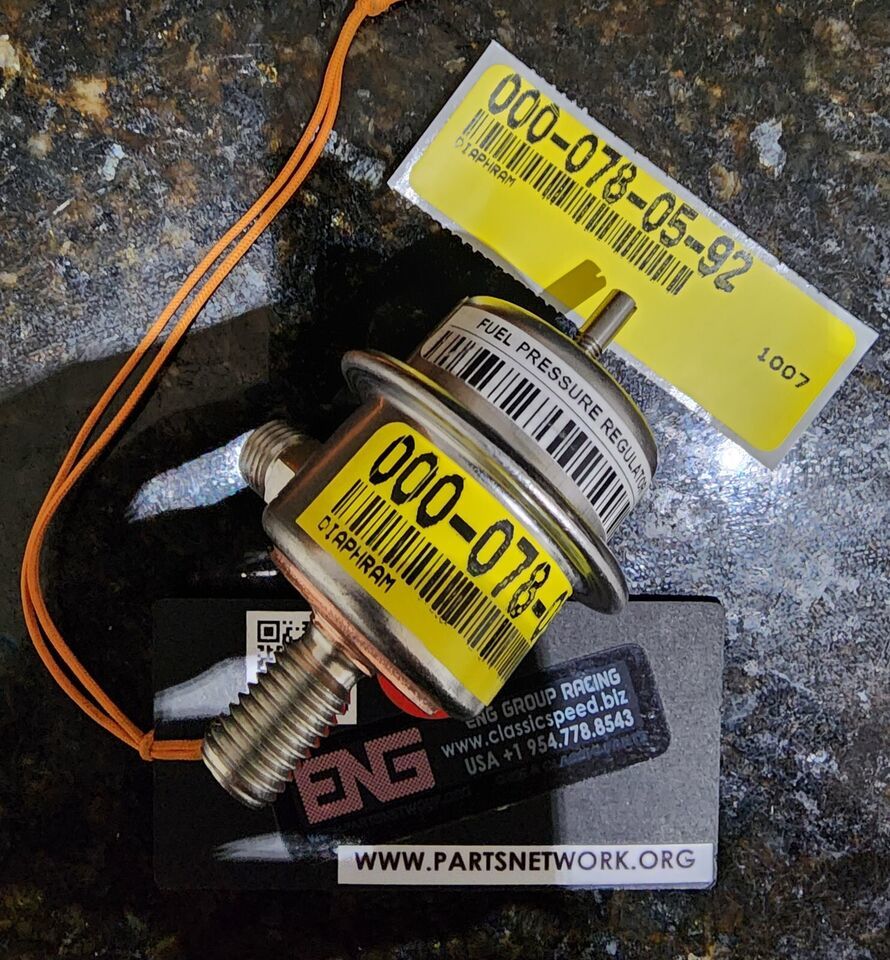 000-078-05-92
DIAPHRAM
1007
FUEL PRESSURE REGULATOR
000-078-
DIAPHRAM
ENG GROUP RACING
www.classicspeed.biz
USA +1 954.778.8543
ENG
WWW.PARTSNETWORK.ORG